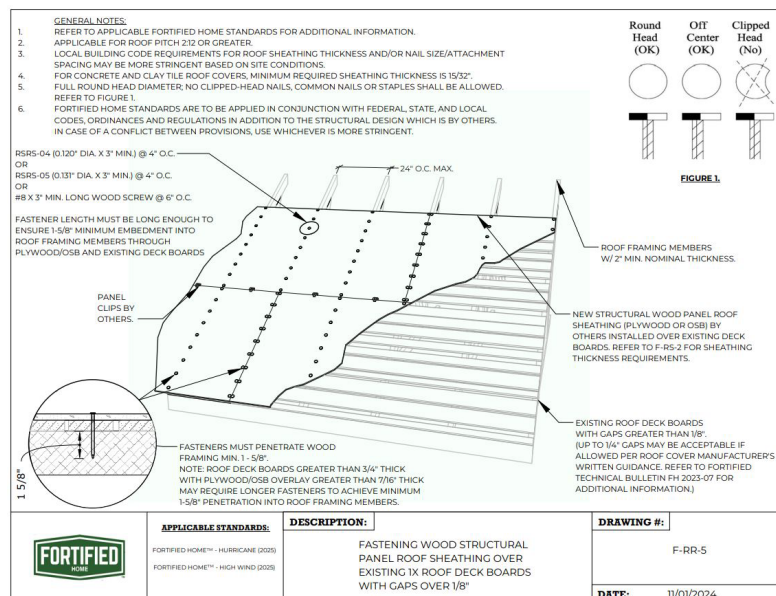 GENERAL NOTES:
1. REFER TO APPLICABLE FORTIFIED HOME STANDARDS FOR ADDITIONAL INFORMATION.
2. APPLICABLE FOR ROOF PITCH 2:12 OR GREATER.
3. LOCAL BUILDING CODE REQUIREMENTS FOR ROOF SHEATHING THICKNESS AND/OR NAIL SIZE/ATTACHMENT
SPACING MAY BE MORE STRINGENT BASED ON SITE CONDITIONS.
4. FOR CONCRETE AND CLAY TILE ROOF COVERS, MINIMUM REQUIRED SHEATHING THICKNESS IS 15/32".
5. FULL ROUND HEAD DIAMETER; NO CLIPPED-HEAD NAILS, COMMON NAILS OR STAPLES SHALL BE ALLOWED.
REFER TO FIGURE 1.
6. FORTIFIED HOME STANDARDS ARE TO BE APPLIED IN CONJUNCTION WITH FEDERAL, STATE, AND LOCAL
CODES, ORDINANCES AND REGULATIONS IN ADDITION TO THE STRUCTURAL DESIGN WHICH IS BY OTHERS.
IN CASE OF A CONFLICT BETWEEN PROVISIONS, USE WHICHEVER IS MORE STRINGENT.
Round Head (OK)
Off Center (OK)
Clipped Head (No)
FIGURE 1.
RSRS-04 (0.120" DIA. X 3" MIN.) @ 4" O.C.
OR
RSRS-05 (0.131" DIA. X 3" MIN.) @ 4" O.C.
OR
#8 X 3" MIN. LONG WOOD SCREW @ 6" O.C.
FASTENER LENGTH MUST BE LONG ENOUGH TO
ENSURE 1-5/8" MINIMUM EMBEDMENT INTO
ROOF FRAMING MEMBERS THROUGH
PLYWOOD/OSB AND EXISTING DECK BOARDS
24" O.C. MAX.
ROOF FRAMING MEMBERS
W/ 2" MIN. NOMINAL THICKNESS.
PANEL
CLIPS BY
OTHERS.
NEW STRUCTURAL WOOD PANEL ROOF
SHEATHING (PLYWOOD OR OSB) BY
OTHERS INSTALLED OVER EXISTING DECK
BOARDS. REFER TO F-RS-2 FOR SHEATHING
THICKNESS REQUIREMENTS.
EXISTING ROOF DECK BOARDS
WITH GAPS GREATER THAN 1/8".
(UP TO 1/4" GAPS MAY BE ACCEPTABLE IF
ALLOWED PER ROOF COVER MANUFACTURER'S
WRITTEN GUIDANCE. REFER TO FORTIFIED
TECHNICAL BULLETIN FH 2023-07 FOR
ADDITIONAL INFORMATION.)
1 5/8"
FASTENERS MUST PENETRATE WOOD
FRAMING MIN. 1 - 5/8".
NOTE: ROOF DECK BOARDS GREATER THAN 3/4" THICK
WITH PLYWOOD/OSB OVERLAY GREATER THAN 7/16" THICK
MAY REQUIRE LONGER FASTENERS TO ACHIEVE MINIMUM
1-5/8" PENETRATION INTO ROOF FRAMING MEMBERS.
FORTIFIED
HOME
APPLICABLE STANDARDS:
FORTIFIED HOME™ - HURRICANE (2025)
FORTIFIED HOME™ - HIGH WIND (2025)
DESCRIPTION:
FASTENING WOOD STRUCTURAL
PANEL ROOF SHEATHING OVER
EXISTING 1X ROOF DECK BOARDS
WITH GAPS OVER 1/8"
DRAWING #:
F-RR-5
DATE: 11/01/2024